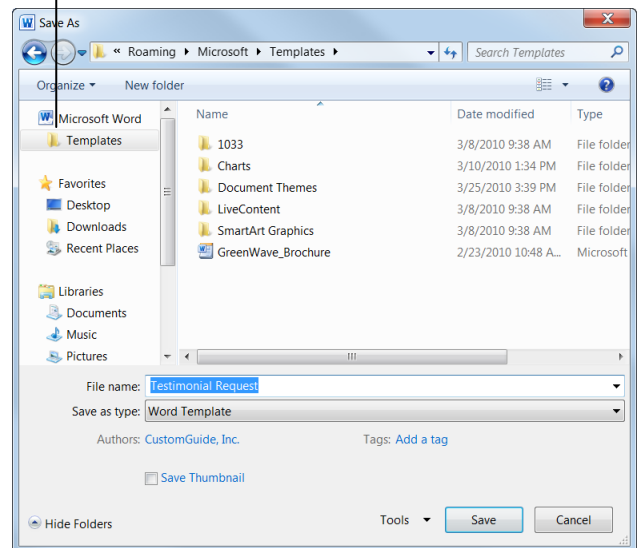 Save As
« Roaming Microsoft Templates Search Templates
Organize New folder
Microsoft Word Name Date modified Type
Templates 1033 3/8/2010 9:38 AM File folder
Charts 3/10/2010 1:34 PM File folder
Favorites Document Themes 3/25/2010 3:39 PM File folder
Desktop LiveContent 3/8/2010 9:38 AM File folder
Downloads SmartArt Graphics 3/8/2010 9:38 AM File folder
Recent Places GreenWave_Brochure 2/23/2010 10:48 A... Microsoft
Libraries
Documents
Music
Pictures
File name: Testimonial Request
Save as type: Word Template
Authors: CustomGuide, Inc. Tags: Add a tag
Save Thumbnail
Hide Folders Tools Save Cancel